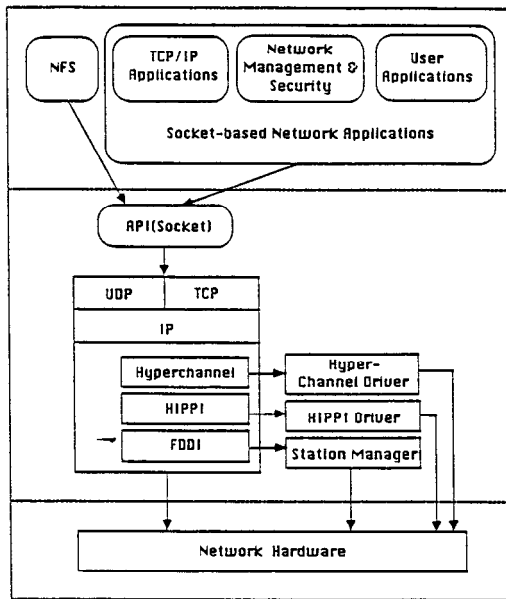 NFS
TCP/IP
Applications
Network
Management &
Security
User
Applications
Socket-based Network Applications
API(Socket)
UDP
TCP
IP
Hyperchannel
Hyper-
Channel Driver
HIPPI
HIPPI Driver
FDDI
Station Manager
Network Hardware